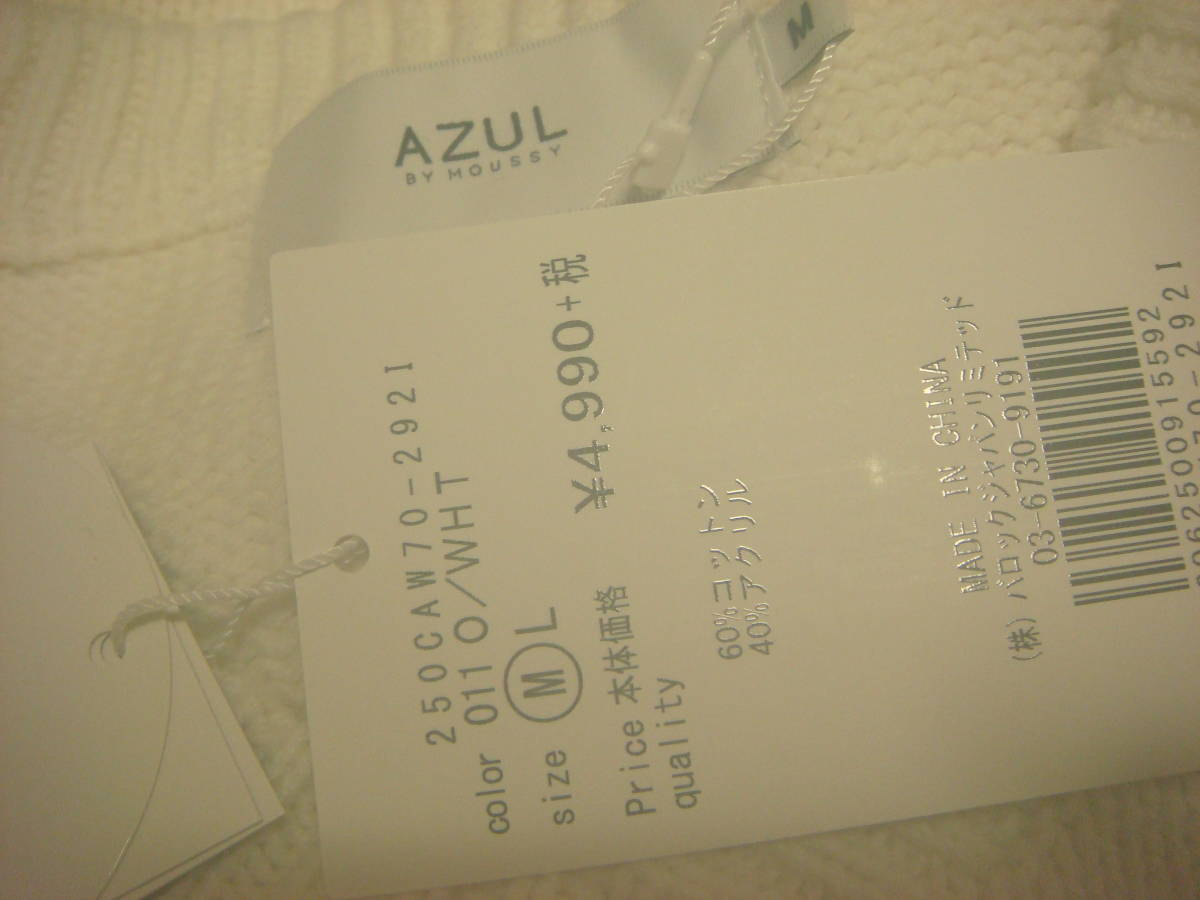 AZUL
BY MOUSSY
M
250CAW70-292I
color 011 O/WHT
size M L
Price 本体価格 ¥4,990+税
quality
60%コットン
40%アクリル
MADE IN CHINA
(株)バロックジャパンリミテッド
03-6730-9191